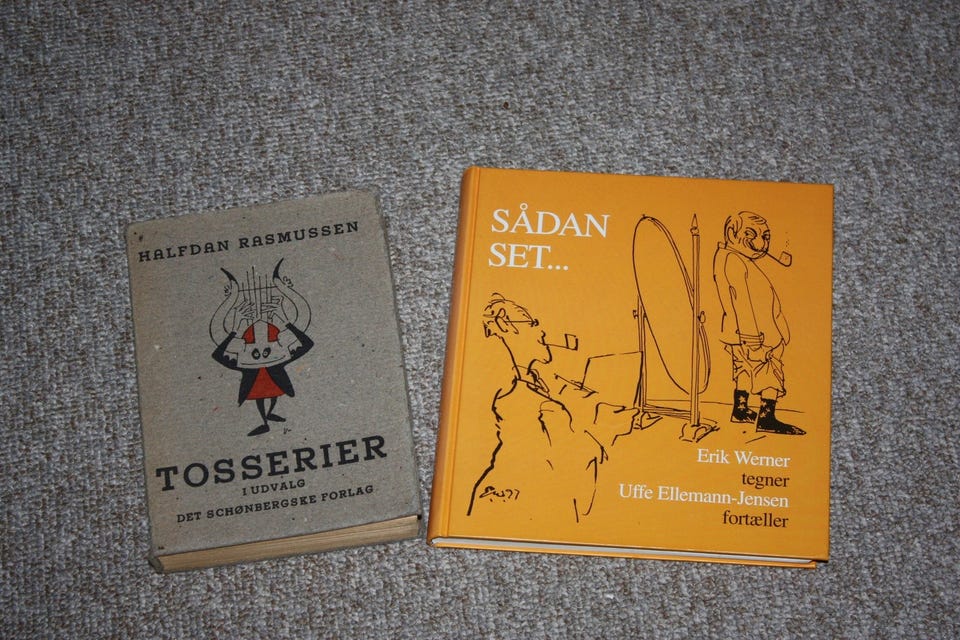 HALFDAN RASMUSSEN
TOSSERIER
I UDVALG
DET SCHØNBERGSKE FORLAG
SÅDAN
SET...
Erik Werner
tegner
Uffe Ellemann-Jensen
fortæller